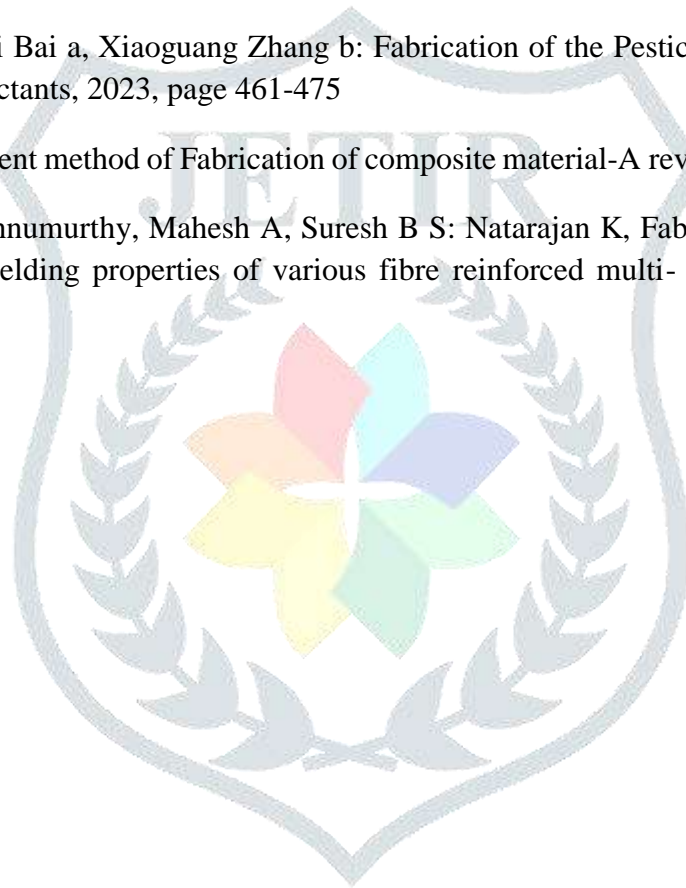 i Bai a, Xiaoguang Zhang b: Fabrication of the Pestic
ctants, 2023, page 461-475
JETIR
ent method of Fabrication of composite material-A rev
nnumurthy, Mahesh A, Suresh B S: Natarajan K, Fab
elding properties of various fibre reinforced multi-